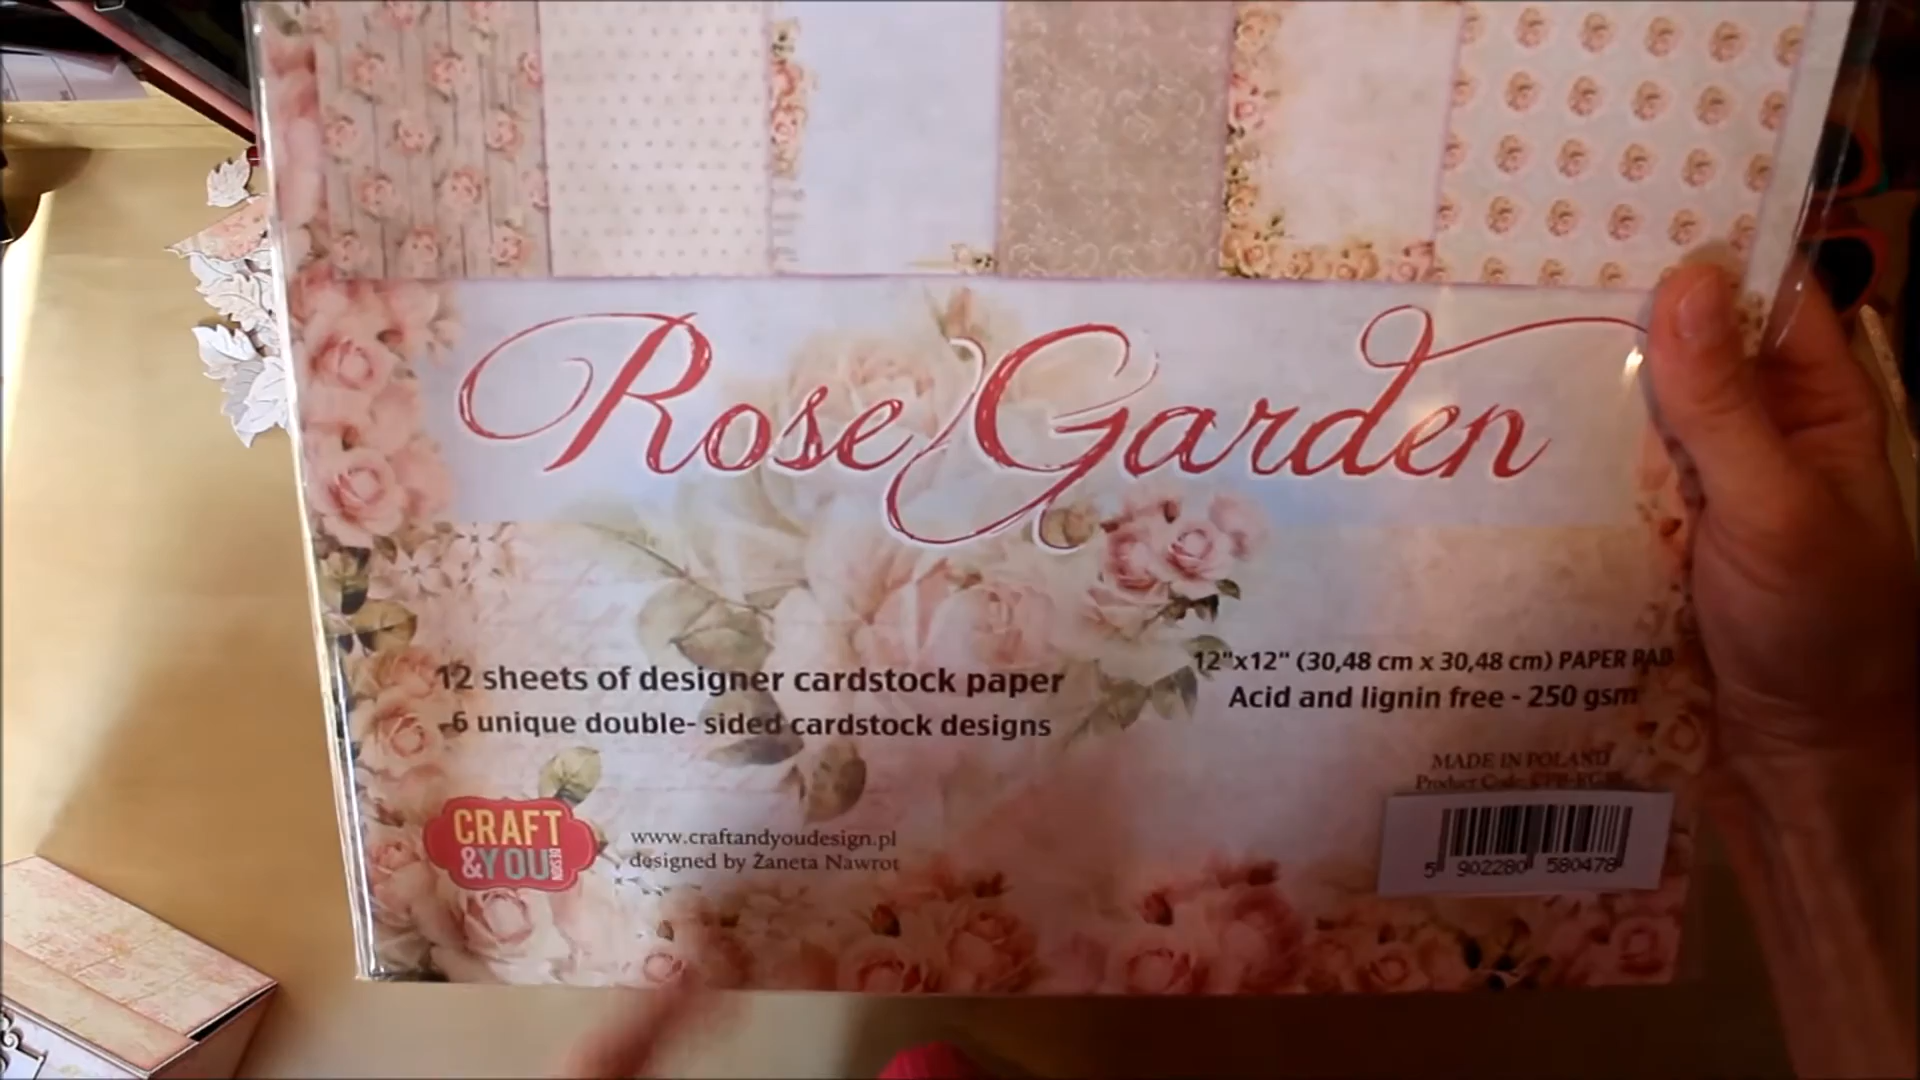 Rose Garden
12 sheets of designer cardstock paper
-6 unique double- sided cardstock designs
12"x12" (30,48 cm x 30,48 cm) PAPER PAD
Acid and lignin free - 250 gsm
MADE IN POLAND
Product Code:
CRAFT
&YOU
DESIGN
www.craftandyoudesign.pl
designed by Żaneta Nawrot
5 902280 580478